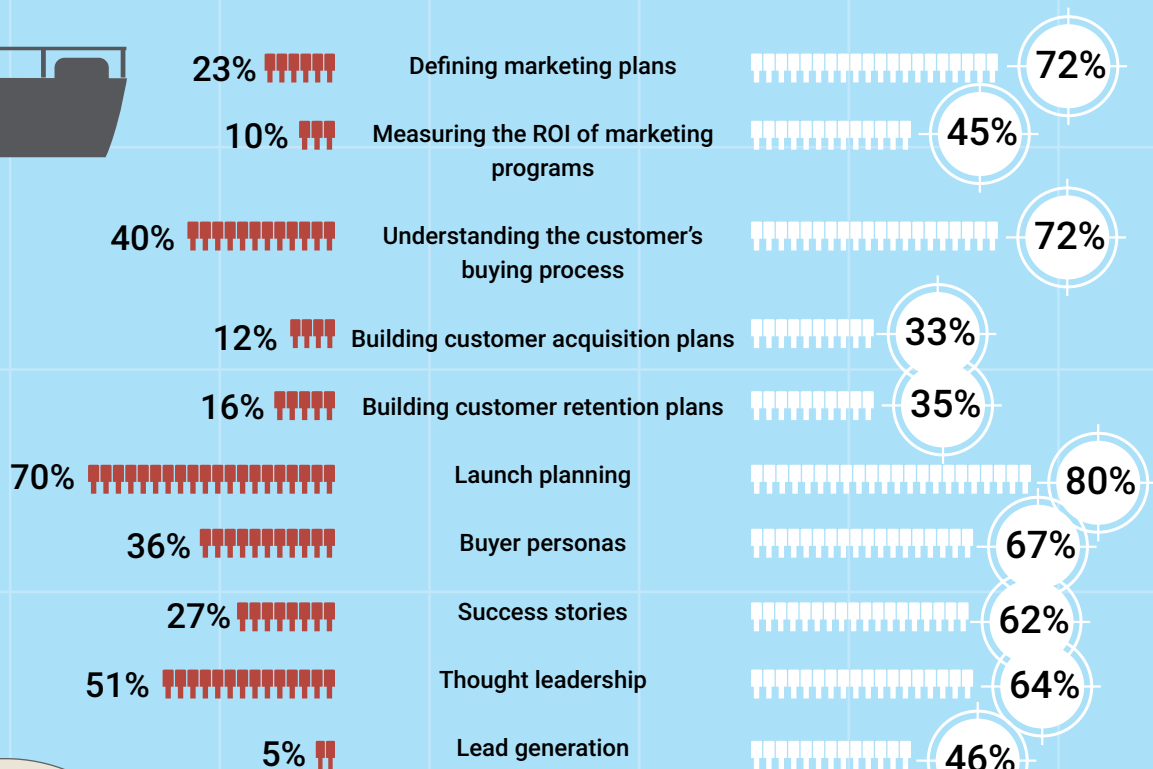 23% Defining marketing plans 72%
10% Measuring the ROI of marketing 45%
programs
40% Understanding the customer’s 72%
buying process
12% Building customer acquisition plans 33%
16% Building customer retention plans 35%
70% Launch planning 80%
36% Buyer personas 67%
27% Success stories 62%
51% Thought leadership 64%
5% Lead generation 46%